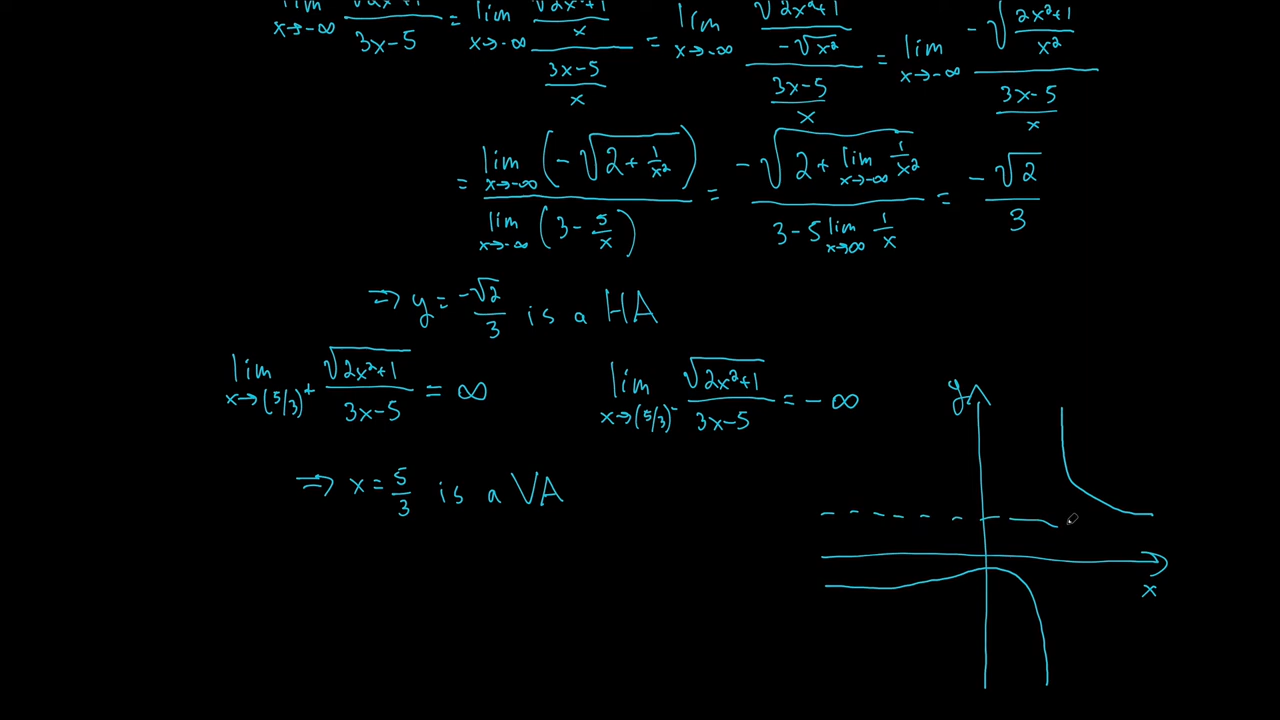 lim x→-∞ √(2x²+1)/(3x-5) = lim x→-∞ (√(2x²+1)/x)/((3x-5)/x) = lim x→-∞ (√(2x²+1)/(-√x²))/((3x-5)/x) = lim x→-∞ (-√((2x²+1)/x²))/((3x-5)/x)
= lim x→-∞ (-√(2+1/x²)) / lim x→-∞ (3-5/x) = (-√(2+lim x→-∞ 1/x²))/(3-5 lim x→∞ 1/x) = -√2/3
⇒ y = -√2/3 is a HA
lim x→(5/3)⁺ √(2x²+1)/(3x-5) = ∞
lim x→(5/3)⁻ √(2x²+1)/(3x-5) = -∞
⇒ x = 5/3 is a VA
y
x